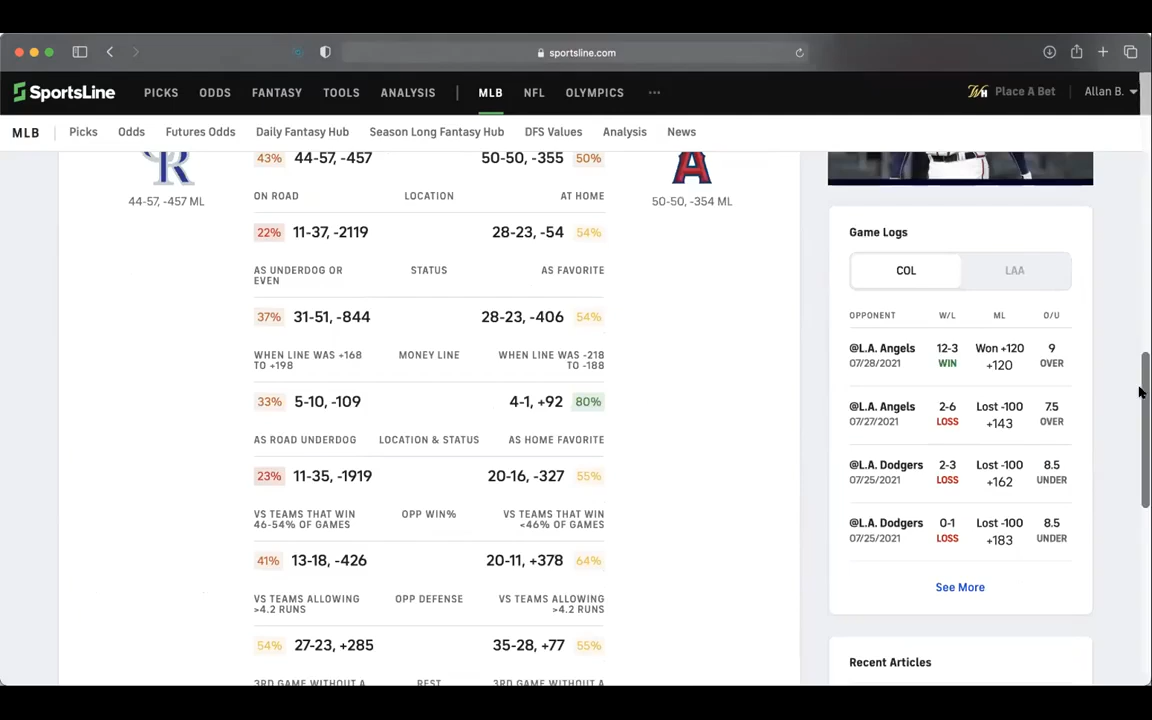 sportsline.com
SportsLine PICKS ODDS FANTASY TOOLS ANALYSIS MLB NFL OLYMPICS WH Place A Bet Allan B.
MLB Picks Odds Futures Odds Daily Fantasy Hub Season Long Fantasy Hub DFS Values Analysis News
CR 43% 44-57, -457 50-50, -355 50% A
44-57, -457 ML 50-50, -354 ML
ON ROAD LOCATION AT HOME
22% 11-37, -2119 28-23, -54 54%
AS UNDERDOG OR
EVEN STATUS AS FAVORITE
37% 31-51, -844 28-23, -406 54%
WHEN LINE WAS +168
TO +198 MONEY LINE WHEN LINE WAS -218
TO -188
33% 5-10, -109 4-1, +92 80%
AS ROAD UNDERDOG LOCATION & STATUS AS HOME FAVORITE
23% 11-35, -1919 20-16, -327 55%
VS TEAMS THAT WIN
46-54% OF GAMES OPP WIN% VS TEAMS THAT WIN
<46% OF GAMES
41% 13-18, -426 20-11, +378 64%
VS TEAMS ALLOWING
>4.2 RUNS OPP DEFENSE VS TEAMS ALLOWING
>4.2 RUNS
54% 27-23, +285 35-28, +77 55%
3RD GAME WITHOUT A REST 3RD GAME WITHOUT A
Game Logs
COL LAA
OPPONENT W/L ML O/U
@L.A. Angels 12-3 Won +120 9
07/28/2021 WIN +120 OVER
@L.A. Angels 2-6 Lost -100 7.5
07/27/2021 LOSS +143 OVER
@L.A. Dodgers 2-3 Lost -100 8.5
07/25/2021 LOSS +162 UNDER
@L.A. Dodgers 0-1 Lost -100 8.5
07/25/2021 LOSS +183 UNDER
See More
Recent Articles